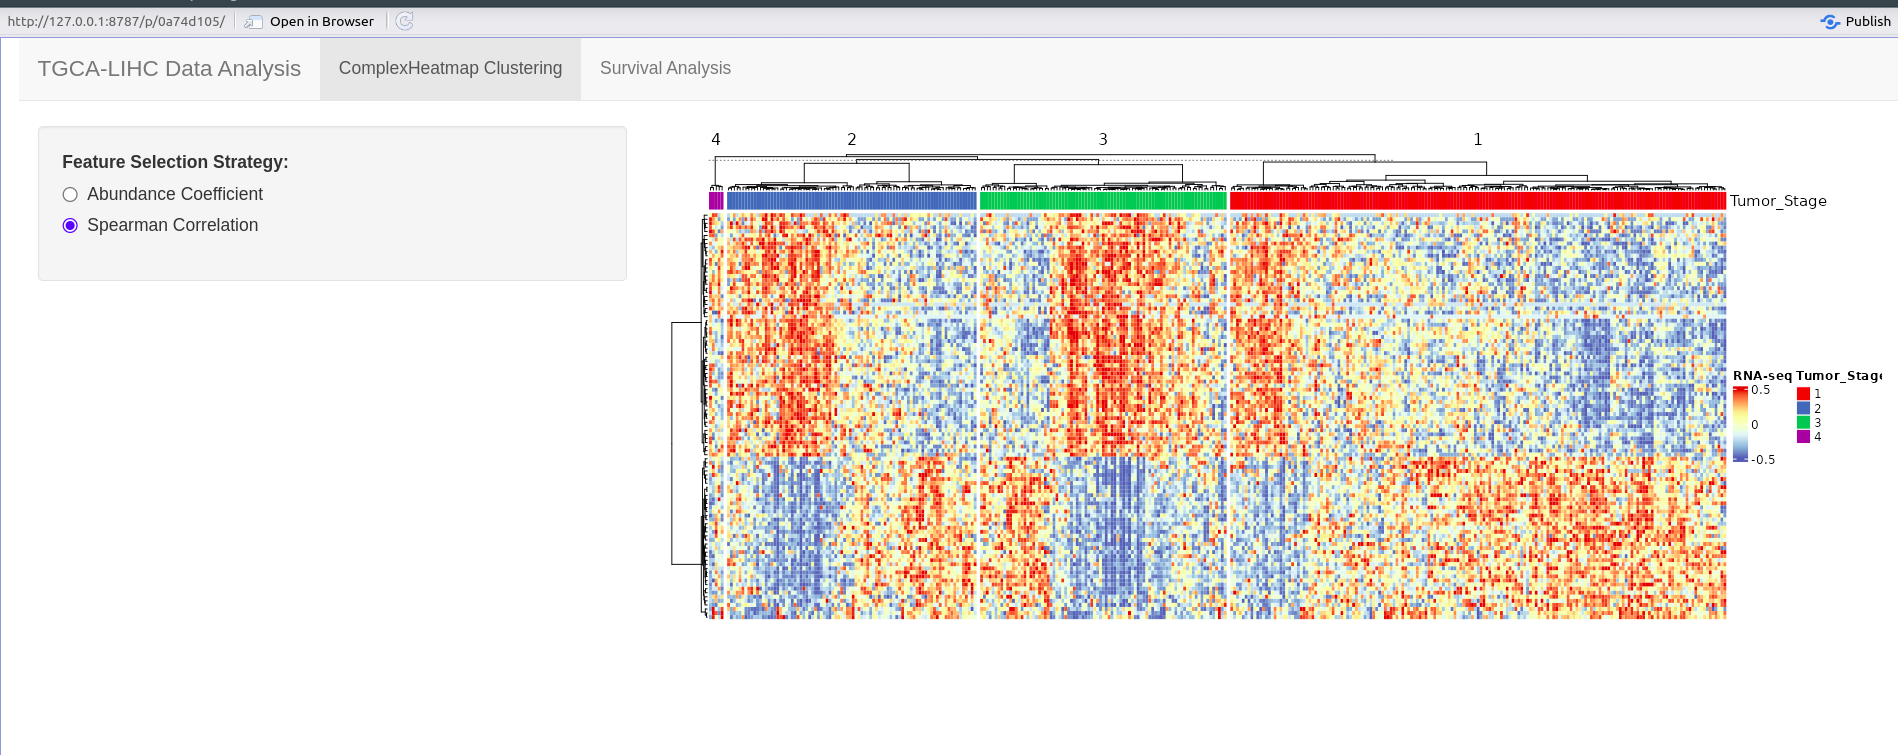 http://127.0.0.1:8787/p/0a74d105/ Open in Browser Publish
TGCA-LIHC Data Analysis ComplexHeatmap Clustering Survival Analysis
Feature Selection Strategy:
Abundance Coefficient
Spearman Correlation
4 2 3 1
Tumor_Stage
RNA-seq Tumor_Stage
0.5
0
-0.5
1
2
3
4